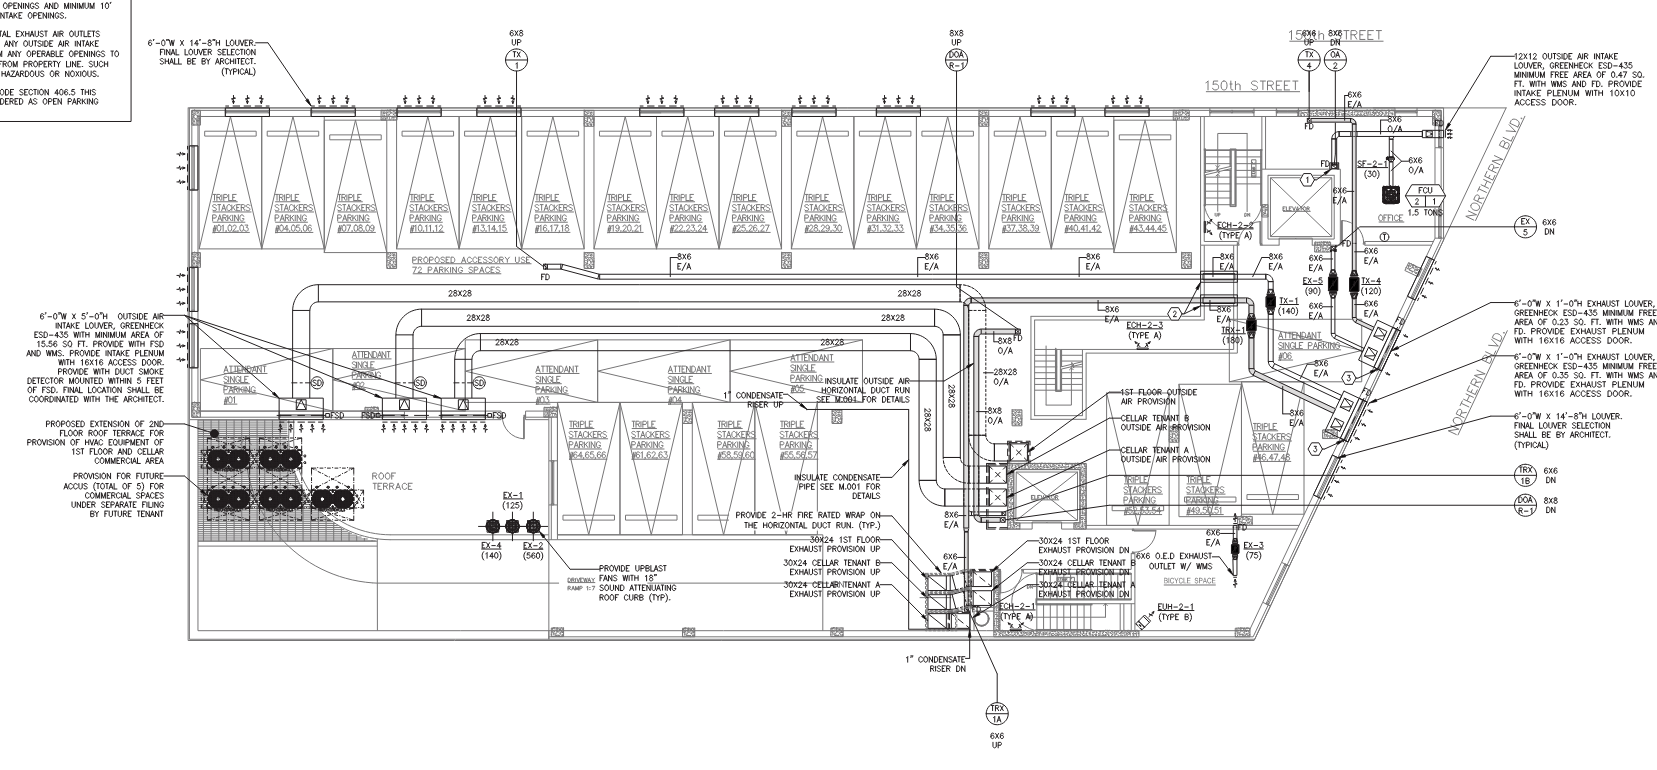 OPENINGS AND MINIMUM 10'
INTAKE OPENINGS.
TAL EXHAUST AIR OUTLETS
ANY OUTSIDE AIR INTAKE
M ANY OPERABLE OPENINGS TO
FROM PROPERTY LINE. SUCH
HAZARDOUS OR NOXIOUS.
ODE SECTION 406.5 THIS
DERED AS OPEN PARKING
6'-0"W X 14'-8"H LOUVER.
FINAL LOUVER SELECTION
SHALL BE BY ARCHITECT.
(TYPICAL)
6X8
UP
TX
1
8X8
UP
DOA
R-1
150th STREET
6X6
UP
TX
4
8X6
DN
OA
2
150th STREET
12X12 OUTSIDE AIR INTAKE
LOUVER, GREENHECK ESD-435
MINIMUM FREE AREA OF 0.47 SQ.
FT. WITH WMS AND FD. PROVIDE
INTAKE PLENUM WITH 10X10
ACCESS DOOR.
6X6
E/A
FD
8X6
O/A
FD
FD
SF-2-1
(30)
6X6
O/A
1
6X6
E/A
FCU
2 1
1.5 TONS
OFFICE
T
NORTHERN BLVD.
EX
5
6X6
DN
TRIPLE
STACKERS
PARKING
#01,02,03
TRIPLE
STACKERS
PARKING
#04,05,06
TRIPLE
STACKERS
PARKING
#07,08,09
TRIPLE
STACKERS
PARKING
#10,11,12
TRIPLE
STACKERS
PARKING
#13,14,15
TRIPLE
STACKERS
PARKING
#16,17,18
TRIPLE
STACKERS
PARKING
#19,20,21
TRIPLE
STACKERS
PARKING
#22,23,24
TRIPLE
STACKERS
PARKING
#25,26,27
TRIPLE
STACKERS
PARKING
#28,29,30
TRIPLE
STACKERS
PARKING
#31,32,33
TRIPLE
STACKERS
PARKING
#34,35,36
TRIPLE
STACKERS
PARKING
#37,38,39
TRIPLE
STACKERS
PARKING
#40,41,42
TRIPLE
STACKERS
PARKING
#43,44,45
UP
DN
ELEVATOR
ECH-2-2
(TYPE A)
PROPOSED ACCESSORY USE
72 PARKING SPACES
FD
8X6
E/A
8X6
E/A
8X6
E/A
8X6
E/A
8X6
E/A
FD
6X6
E/A
6X6
E/A
EX-5
(90)
TX-4
(120)
6X6
E/A
6X6
E/A
28X28
28X28
28X28
28X28
28X28
28X28
8X6
E/A
2
8X6
E/A
TX-1
(140)
TRX-1
(180)
ECH-2-3
(TYPE A)
ATTENDANT
SINGLE PARKING
#06
8X6
E/A
8X6
E/A
3
3
6'-0"W X 5'-0"H OUTSIDE AIR
INTAKE LOUVER, GREENHECK
ESD-435 WITH MINIMUM AREA OF
15.56 SQ FT. PROVIDE WITH FSD
AND WMS. PROVIDE INTAKE PLENUM
WITH 16X16 ACCESS DOOR.
PROVIDE WITH DUCT SMOKE
DETECTOR MOUNTED WITHIN 5 FEET
OF FSD. FINAL LOCATION SHALL BE
COORDINATED WITH THE ARCHITECT.
6'-0"W X 1'-0"H EXHAUST LOUVER,
GREENHECK ESD-435 MINIMUM FREE
AREA OF 0.23 SQ. FT. WITH WMS AN
FD. PROVIDE EXHAUST PLENUM
WITH 16X16 ACCESS DOOR.
6'-0"W X 1'-0"H EXHAUST LOUVER,
GREENHECK ESD-435 MINIMUM FREE
AREA OF 0.35 SQ. FT. WITH WMS AN
FD. PROVIDE EXHAUST PLENUM
WITH 16X16 ACCESS DOOR.
NORTHERN BLVD.
6'-0"W X 14'-8"H LOUVER.
FINAL LOUVER SELECTION
SHALL BE BY ARCHITECT.
(TYPICAL)
ATTENDANT
SINGLE
PARKING
#01
ATTENDANT
SINGLE
PARKING
#02
ATTENDANT
SINGLE
PARKING
#03
ATTENDANT
SINGLE
PARKING
#04
ATTENDANT
SINGLE
PARKING
#05
SD
SD
SD
FSD
FSD
FSD
INSULATE OUTSIDE AIR
HORIZONTAL DUCT RUN
SEE M.001 FOR DETAILS
1" CONDENSATE
RISER UP
28X28
28X28
8X8
O/A
28X28
O/A
8X8
O/A
1ST FLOOR OUTSIDE
AIR PROVISION
CELLAR TENANT B
OUTSIDE AIR PROVISION
CELLAR TENANT A
OUTSIDE AIR PROVISION
PROPOSED EXTENSION OF 2ND
FLOOR ROOF TERRACE FOR
PROVISION OF HVAC EQUIPMENT OF
1ST FLOOR AND CELLAR
COMMERCIAL AREA
PROVISION FOR FUTURE
ACCUS (TOTAL OF 5) FOR
COMMERCIAL SPACES
UNDER SEPARATE FILING
BY FUTURE TENANT
ROOF
TERRACE
TRIPLE
STACKERS
PARKING
#64,65,66
TRIPLE
STACKERS
PARKING
#61,62,63
TRIPLE
STACKERS
PARKING
#58,59,60
TRIPLE
STACKERS
PARKING
#55,56,57
TRIPLE
STACKERS
PARKING
#52,53,54
TRIPLE
STACKERS
PARKING
#49,50,51
TRIPLE
STACKERS
PARKING
#46,47,48
ELEVATOR
INSULATE CONDENSATE
PIPE SEE M.001 FOR
DETAILS
TRX
1B
6X6
DN
DOA
R-1
8X8
DN
EX-1
(125)
EX-4
(140)
EX-2
(560)
PROVIDE 2-HR FIRE RATED WRAP ON
THE HORIZONTAL DUCT RUN. (TYP.)
8X6
E/A
6X6
E/A
30X24 1ST FLOOR
EXHAUST PROVISION UP
30X24 CELLAR TENANT B
EXHAUST PROVISION UP
30X24 CELLAR TENANT A
EXHAUST PROVISION UP
30X24 1ST FLOOR
EXHAUST PROVISION DN
30X24 CELLAR TENANT B
EXHAUST PROVISION DN
30X24 CELLAR TENANT A
EXHAUST PROVISION DN
PROVIDE UPBLAST
FANS WITH 18"
SOUND ATTENUATING
ROOF CURB (TYP).
DRIVEWAY
RAMP 1:7
6X6
E/A
FD
EX-3
(75)
6X6 O.E.D EXHAUST
OUTLET W/ WMS
BICYCLE SPACE
DN
ECH-2-1
(TYPE A)
EUH-2-1
(TYPE B)
1" CONDENSATE
RISER DN
TRX
1A
6X6
UP